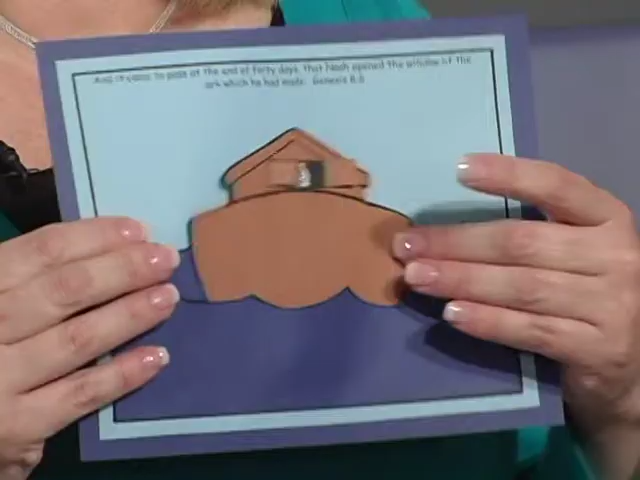 And it came to pass at the end of forty days, that Noah opened the window of the
ark which he had made. Genesis 8:6